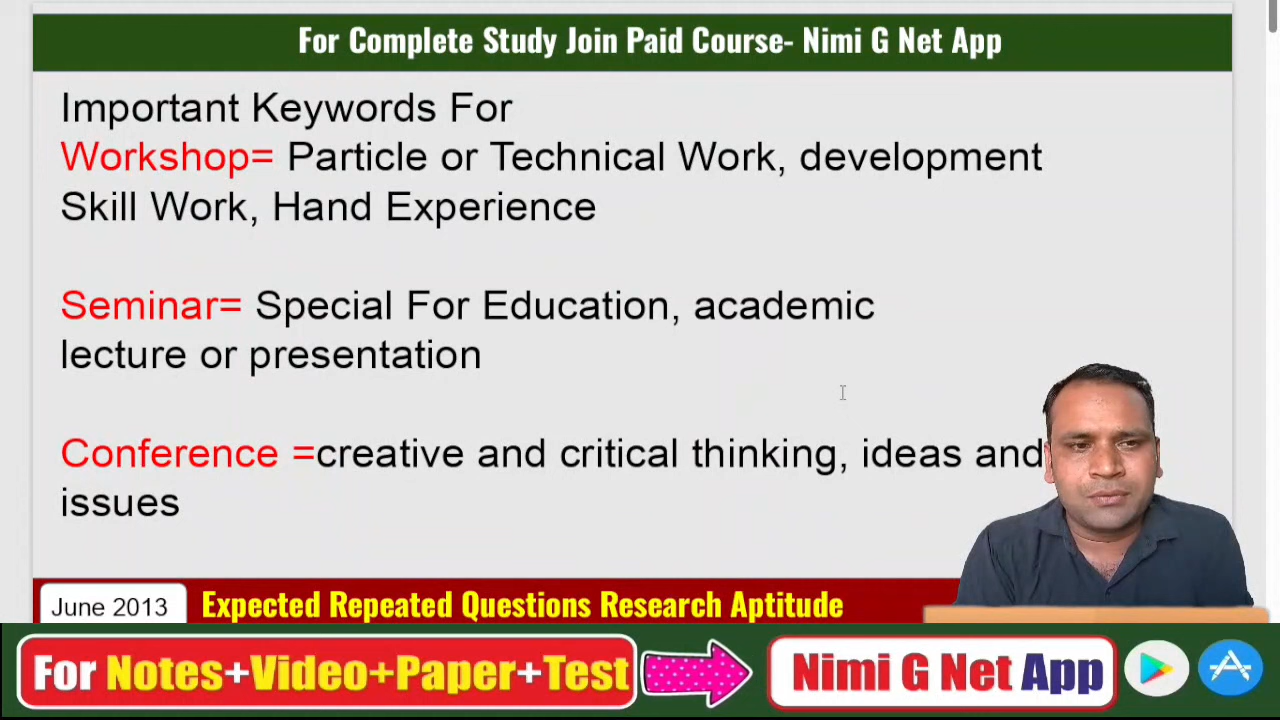 For Complete Study Join Paid Course- Nimi G Net App
Important Keywords For
Workshop= Particle or Technical Work, development
Skill Work, Hand Experience
Seminar= Special For Education, academic
lecture or presentation
Conference =creative and critical thinking, ideas and
issues
June 2013
Expected Repeated Questions Research Aptitude
For Notes+Video+Paper+Test
Nimi G Net App